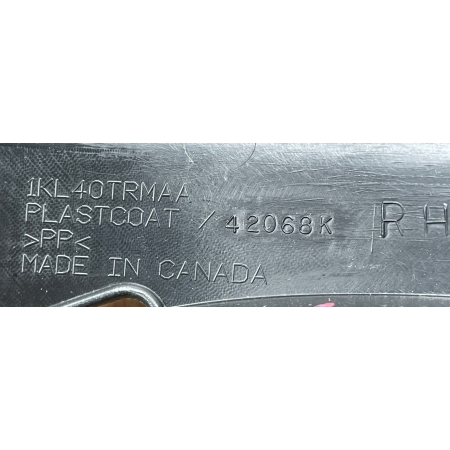 1KL40TRMAA
PLASTCOAT / 42068K RH
>PP<
MADE IN CANADA